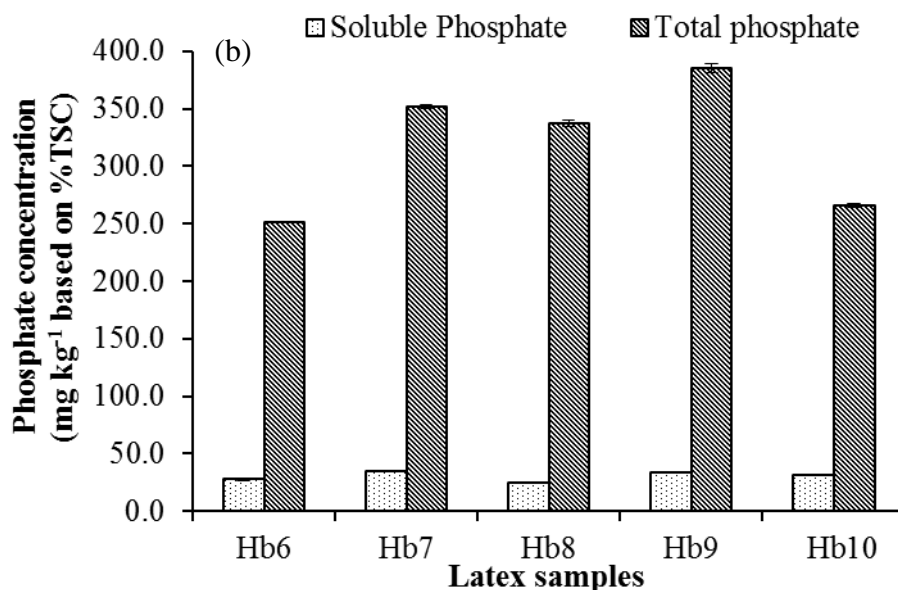 (b)
Soluble Phosphate Total phosphate
Phosphate concentration
(mg kg⁻¹ based on %TSC)
400.0
350.0
300.0
250.0
200.0
150.0
100.0
50.0
0.0
Hb6 Hb7 Hb8 Hb9 Hb10
Latex samples